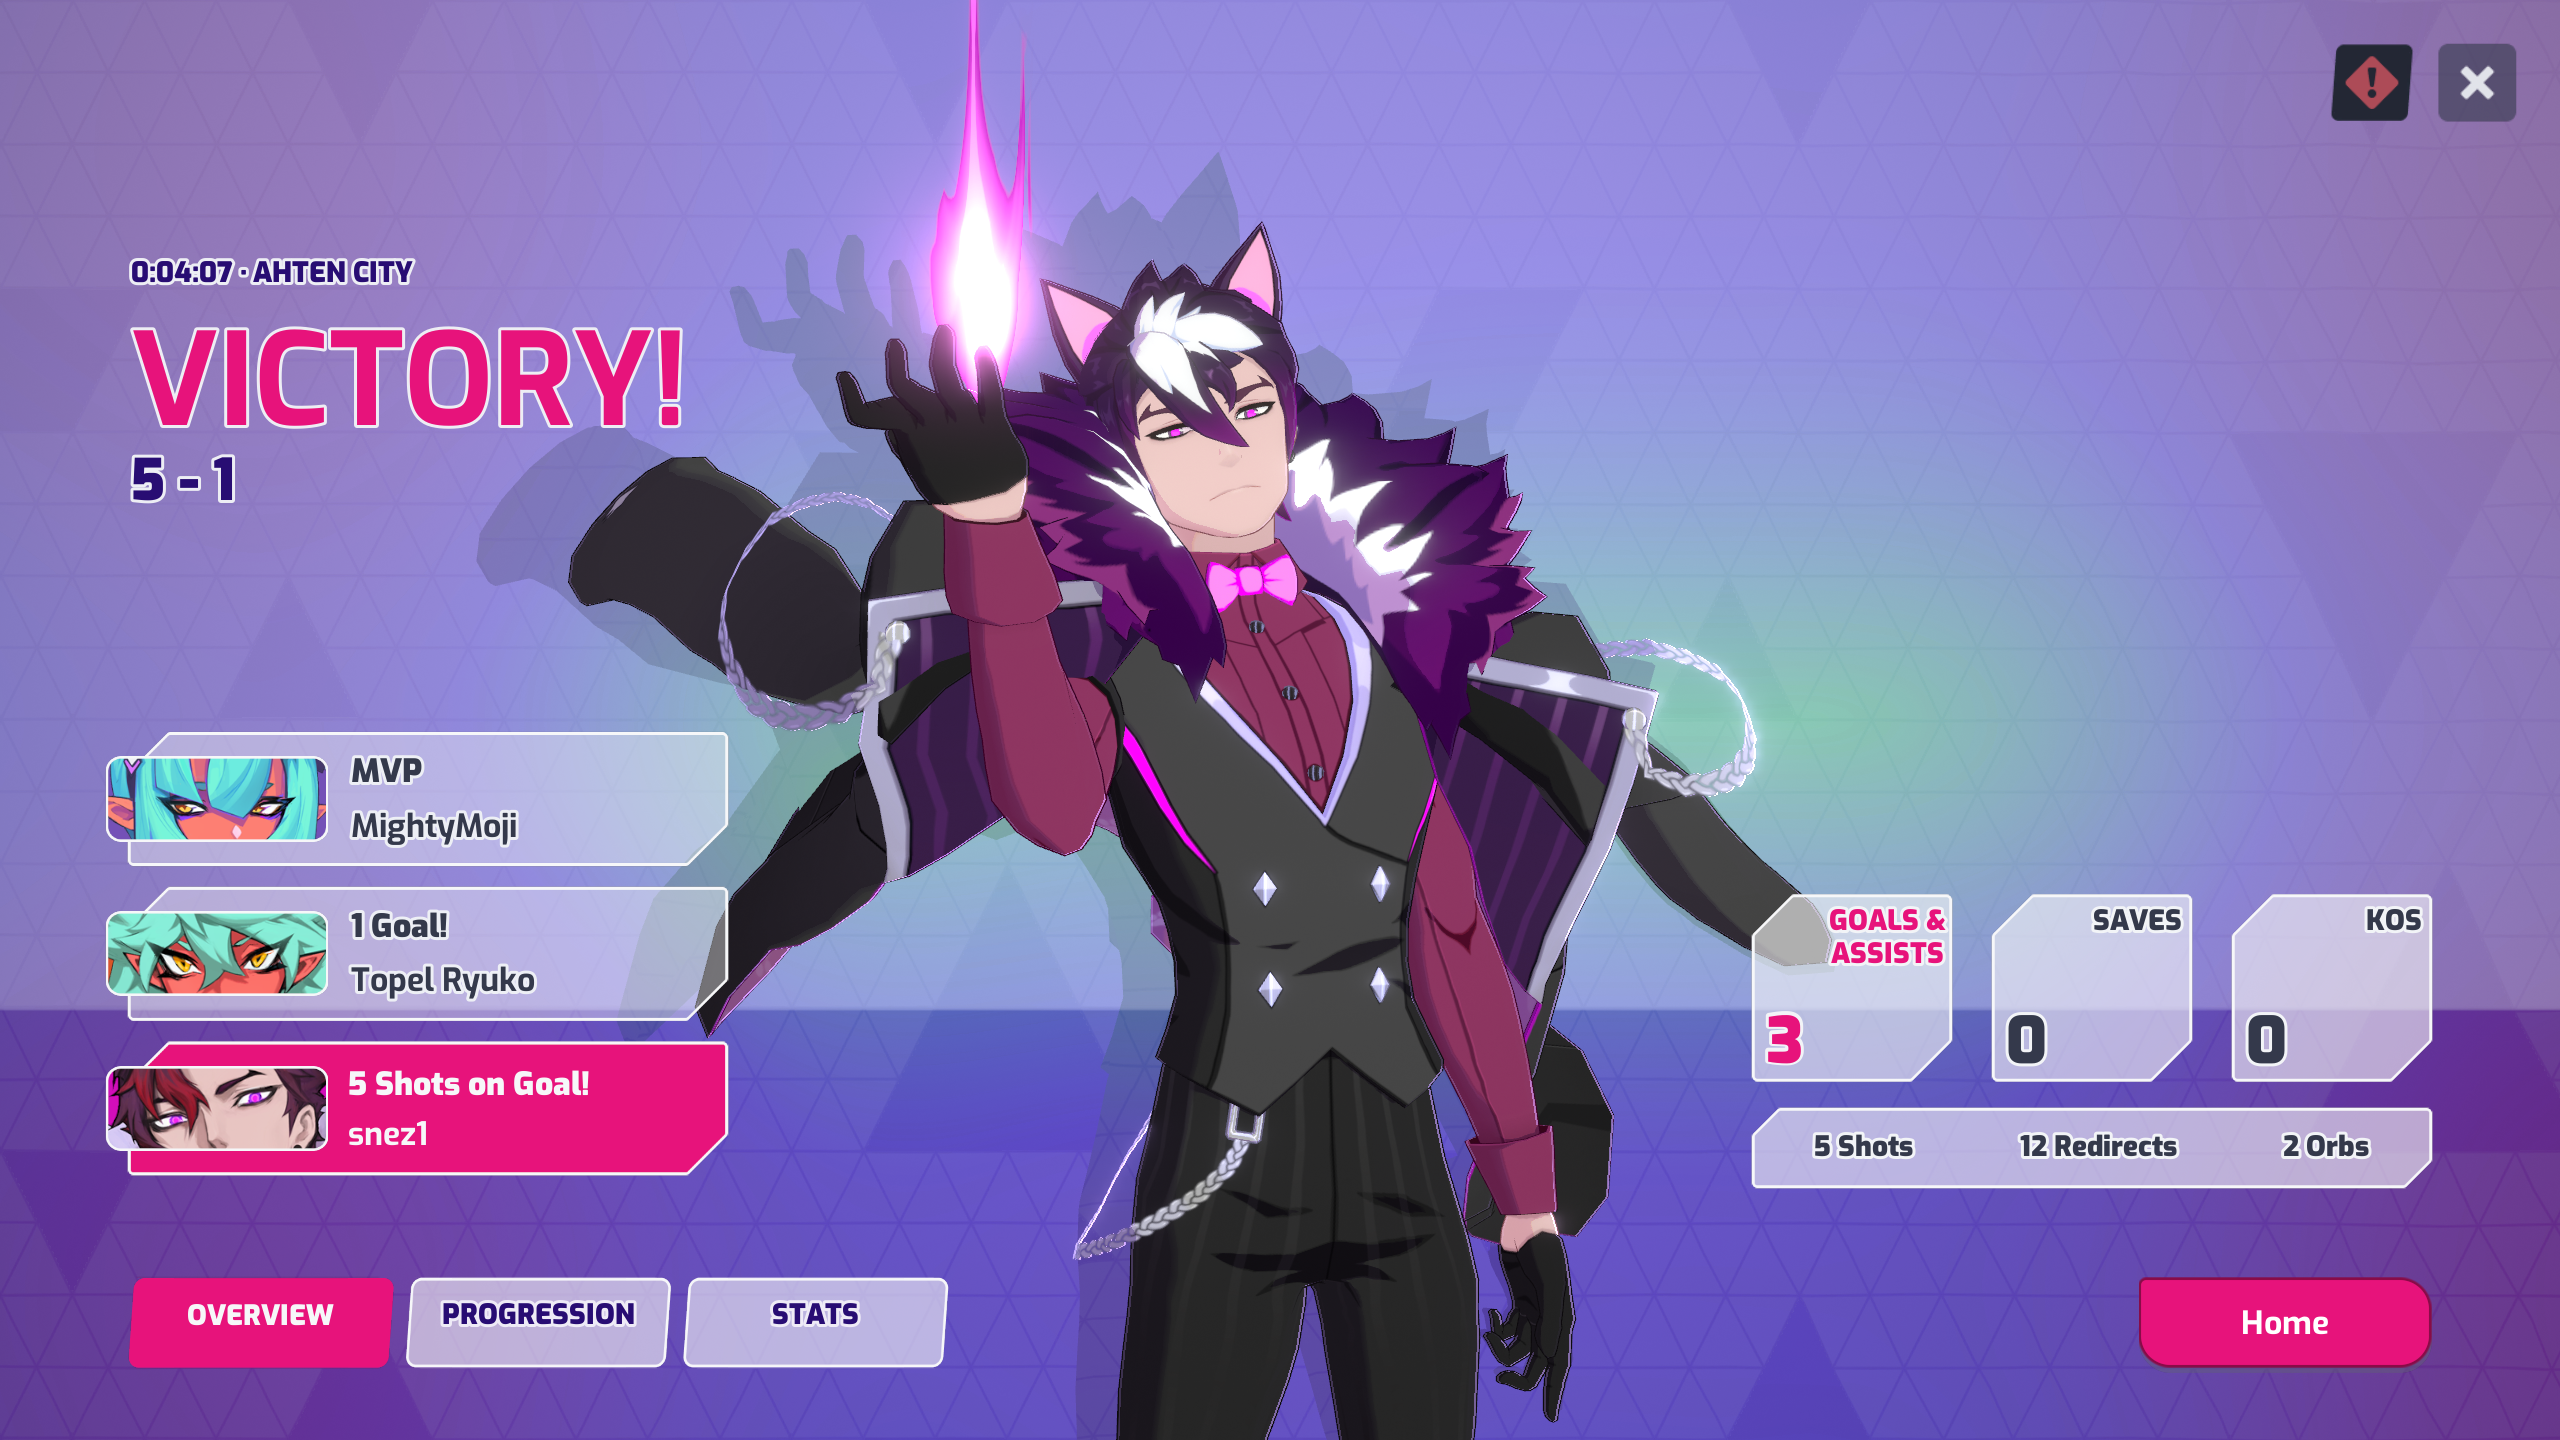 0:04:07 · AHTEN CITY
VICTORY!
5 - 1
MVP
MightyMoji
1 Goal!
Topel Ryuko
5 Shots on Goal!
snez1
GOALS &
ASSISTS
3
SAVES
0
KOS
0
5 Shots
12 Redirects
2 Orbs
OVERVIEW
PROGRESSION
STATS
Home